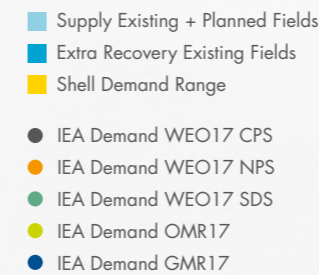 Supply Existing + Planned Fields
Extra Recovery Existing Fields
Shell Demand Range
IEA Demand WEO17 CPS
IEA Demand WEO17 NPS
IEA Demand WEO17 SDS
IEA Demand OMR17
IEA Demand GMR17